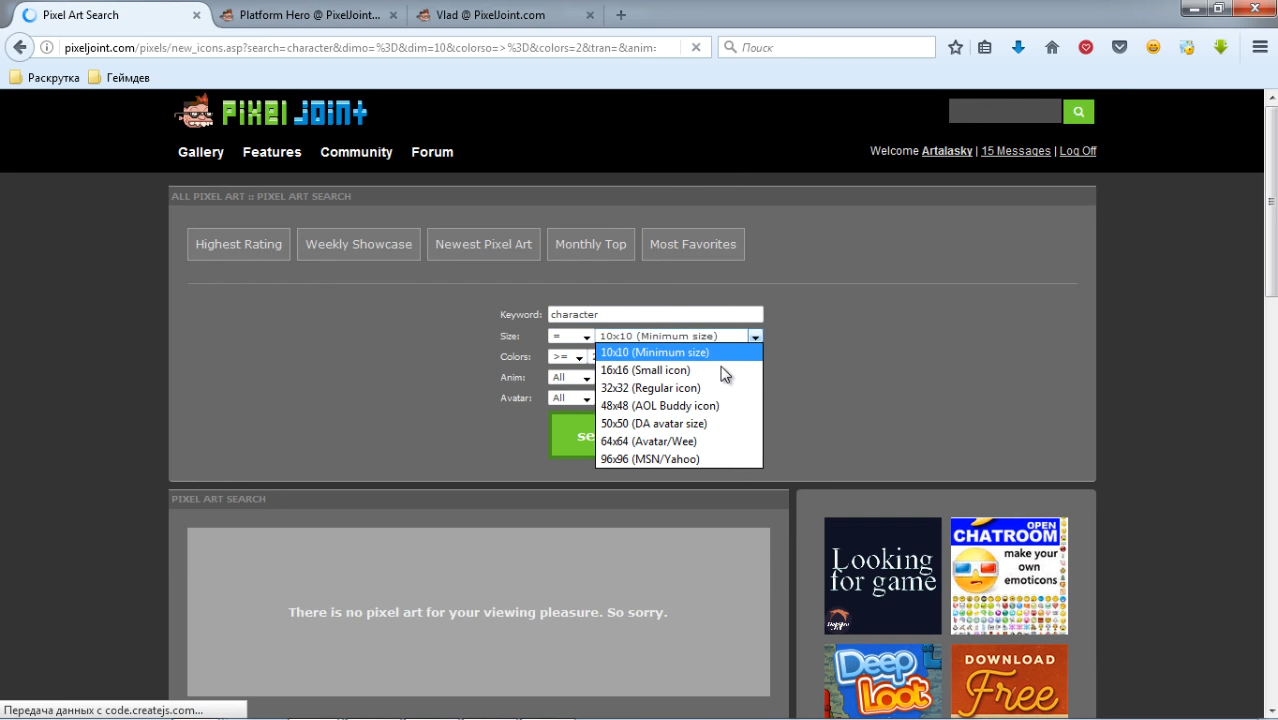 Pixel Art Search
Platform Hero @ PixelJoint...
Vlad @ PixelJoint.com
pixeljoint.com/pixels/new_icons.asp?search=character&dimo=%3D&dim=10&colorso=>%3D&colors=2&tran=&anim:
Поиск
Раскрутка
Геймдев
PIXEL JOINT
Gallery
Features
Community
Forum
Welcome Artalasky | 15 Messages | Log Off
ALL PIXEL ART :: PIXEL ART SEARCH
Highest Rating
Weekly Showcase
Newest Pixel Art
Monthly Top
Most Favorites
Keyword: character
Size: = 10x10 (Minimum size)
10x10 (Minimum size)
Colors: >=
16x16 (Small icon)
Anim: All
32x32 (Regular icon)
Avatar: All
48x48 (AOL Buddy icon)
50x50 (DA avatar size)
se
64x64 (Avatar/Wee)
96x96 (MSN/Yahoo)
PIXEL ART SEARCH
There is no pixel art for your viewing pleasure. So sorry.
Looking
for game
OPEN
CHATROOM
make your
own
emoticons
Deep
Loot
DOWNLOAD
Free
Передача данных с code.createjs.com...